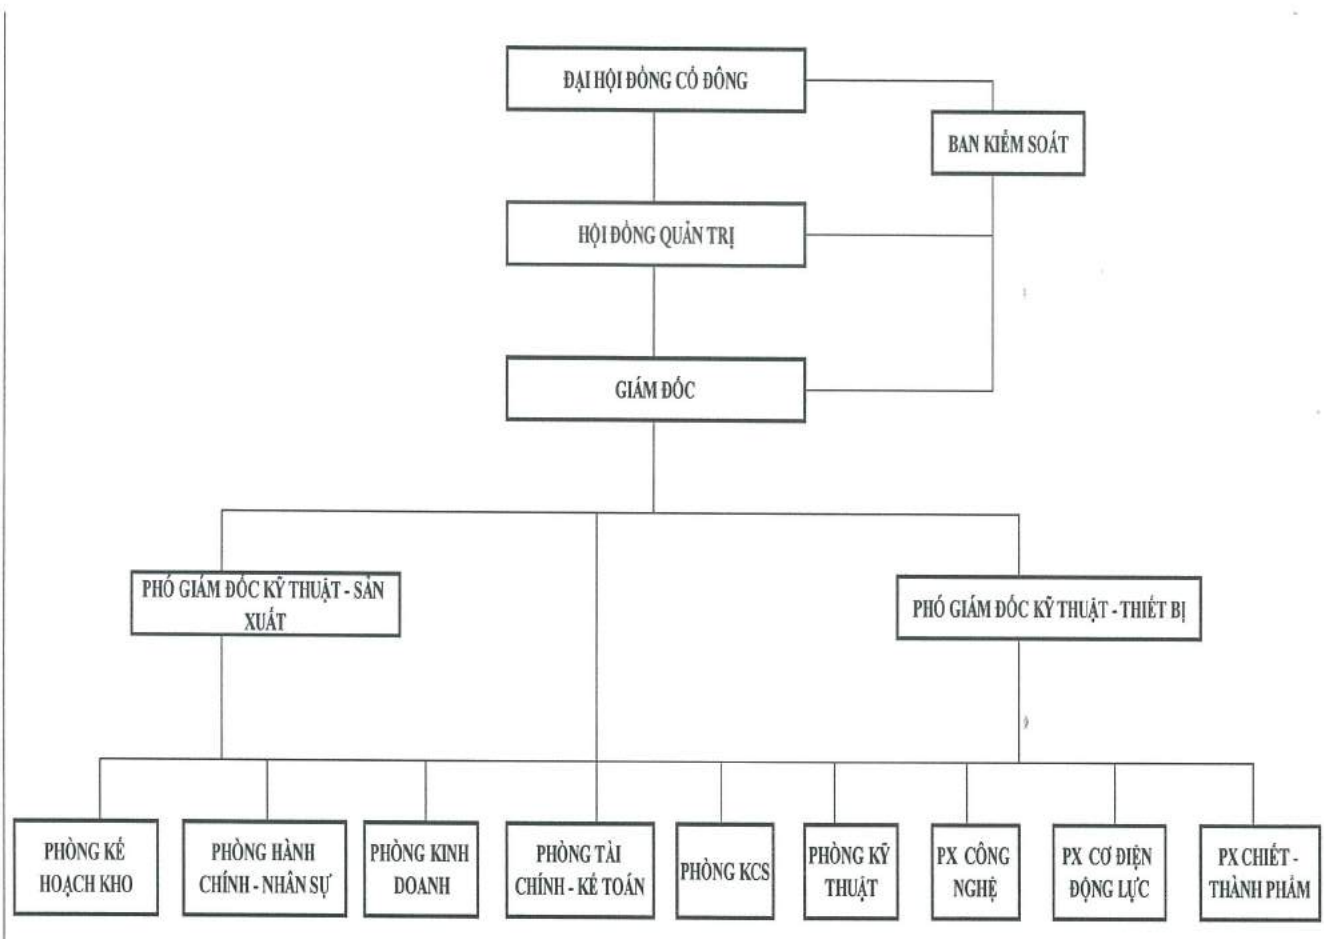 ĐẠI HỘI ĐỒNG CỔ ĐÔNG
BAN KIỂM SOÁT
HỘI ĐỒNG QUẢN TRỊ
GIÁM ĐỐC
PHÓ GIÁM ĐỐC KỸ THUẬT - SẢN
XUẤT
PHÓ GIÁM ĐỐC KỸ THUẬT - THIẾT BỊ
PHÒNG KẾ
HOẠCH KHO
PHÒNG HÀNH
CHÍNH - NHÂN SỰ
PHÒNG KINH
DOANH
PHÒNG TÀI
CHÍNH - KẾ TOÁN
PHÒNG KCS
PHÒNG KỸ
THUẬT
PX CÔNG
NGHỆ
PX CƠ ĐIỆN
ĐỘNG LỰC
PX CHIẾT -
THÀNH PHẨM